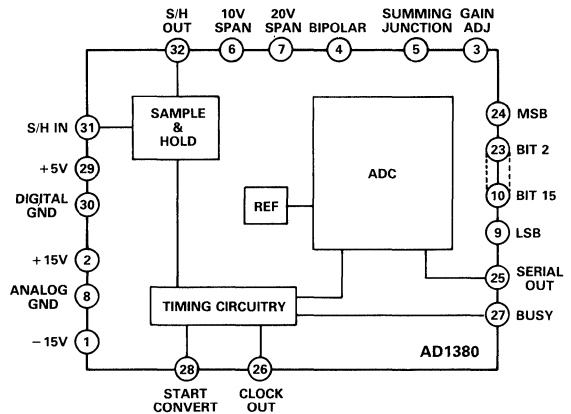 S/H OUT
10V SPAN
20V SPAN
BIPOLAR
SUMMING JUNCTION
GAIN ADJ
32
6
7
4
5
3
S/H IN
31
SAMPLE & HOLD
ADC
24
MSB
23
BIT 2
+5V
29
DIGITAL GND
30
REF
10
BIT 15
9
LSB
+15V
2
25
SERIAL OUT
ANALOG GND
8
TIMING CIRCUITRY
27
BUSY
−15V
1
AD1380
28
26
START CONVERT
CLOCK OUT